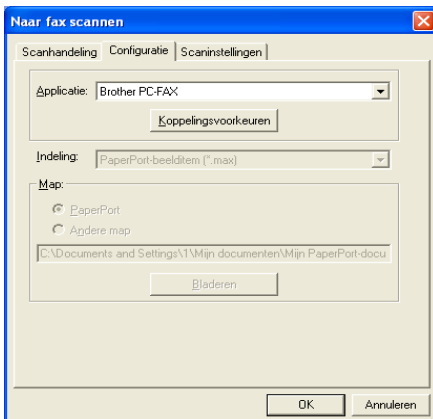 Naar fax scannen
Scanhandeling Configuratie Scaninstellingen
Applicatie: Brother PC-FAX
Koppelingsvoorkeuren
Indeling: PaperPort-beelditem (*.max)
Map:
PaperPort
Andere map
C:\Documents and Settings\1\Mijn documenten\Mijn PaperPort-docu
Bladeren
OK Annuleren